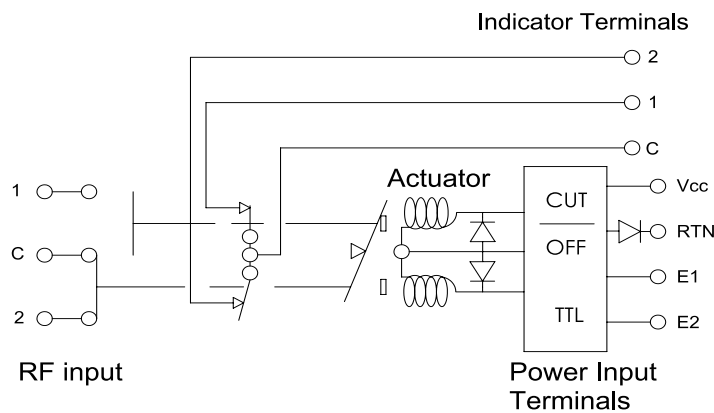 Indicator Terminals
2
1
C
1
C
2
RF input
Actuator
CUT
OFF
TTL
Vcc
RTN
E1
E2
Power Input
Terminals